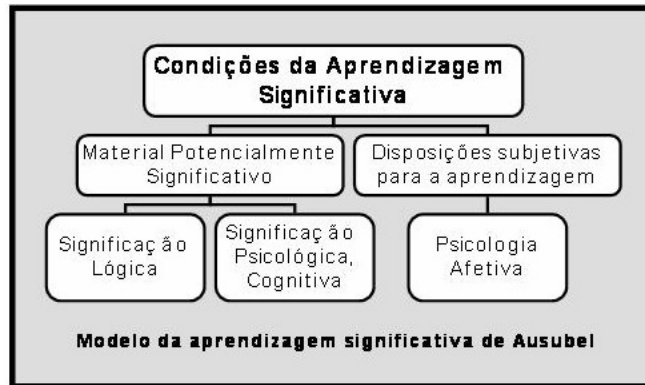 Condições da Aprendizagem
Significativa
Material Potencialmente
Significativo
Disposições subjetivas
para a aprendizagem
Significação
Lógica
Significação
Psicológica,
Cognitiva
Psicologia
Afetiva
Modelo da aprendizagem significativa de Ausubel